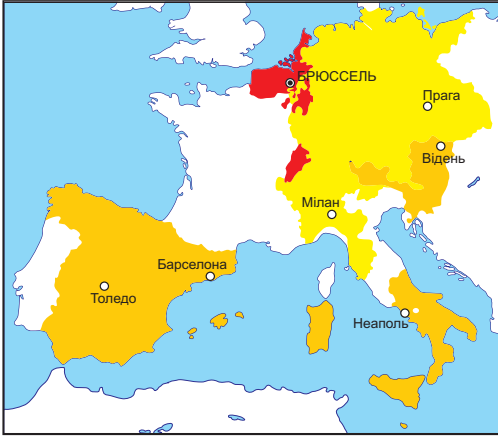 БРЮССЕЛЬ
Прага
Відень
Мілан
Барселона
Толедо
Неаполь